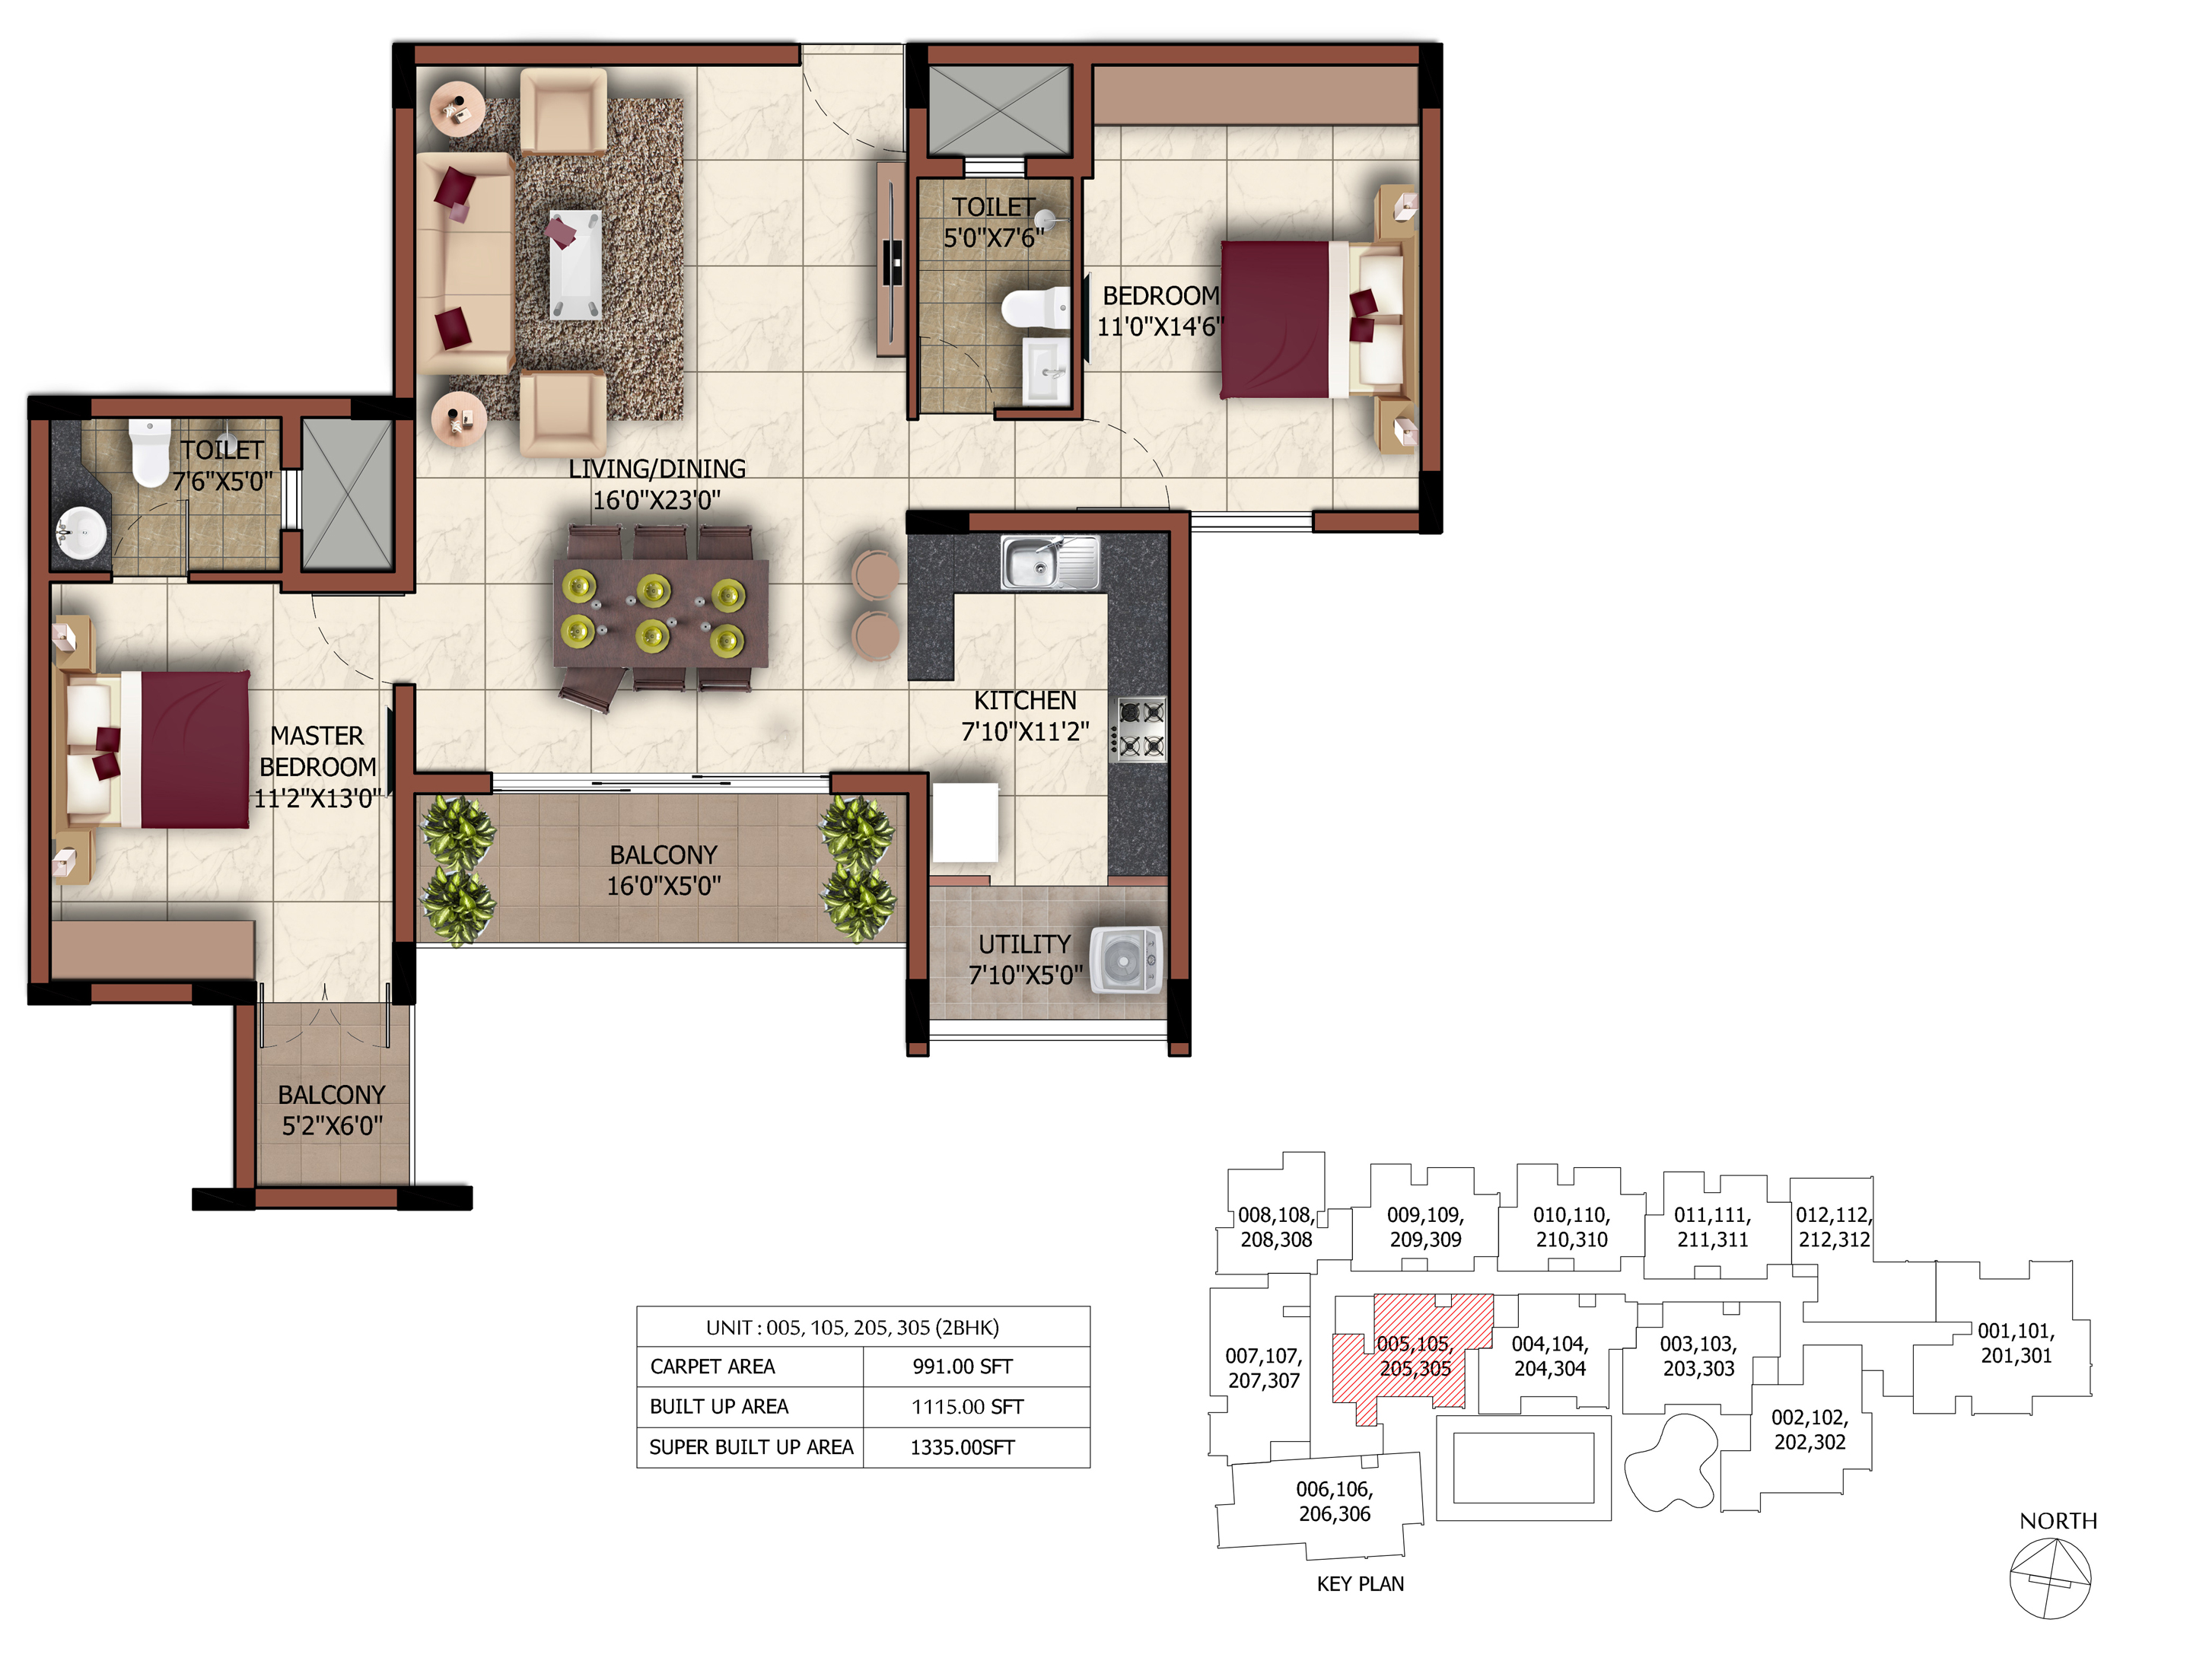 TOILET
5'0"X7'6"
BEDROOM
11'0"X14'6"
TOILET
7'6"X5'0"
LIVING/DINING
16'0"X23'0"
KITCHEN
7'10"X11'2"
MASTER
BEDROOM
11'2"X13'0"
BALCONY
16'0"X5'0"
UTILITY
7'10"X5'0"
BALCONY
5'2"X6'0"
UNIT : 005, 105, 205, 305 (2BHK)
CARPET AREA 991.00 SFT
BUILT UP AREA 1115.00 SFT
SUPER BUILT UP AREA 1335.00SFT
008,108,
208,308
009,109,
209,309
010,110,
210,310
011,111,
211,311
012,112,
212,312
007,107,
207,307
005,105,
205,305
004,104,
204,304
003,103,
203,303
001,101,
201,301
002,102,
202,302
006,106,
206,306
KEY PLAN
NORTH